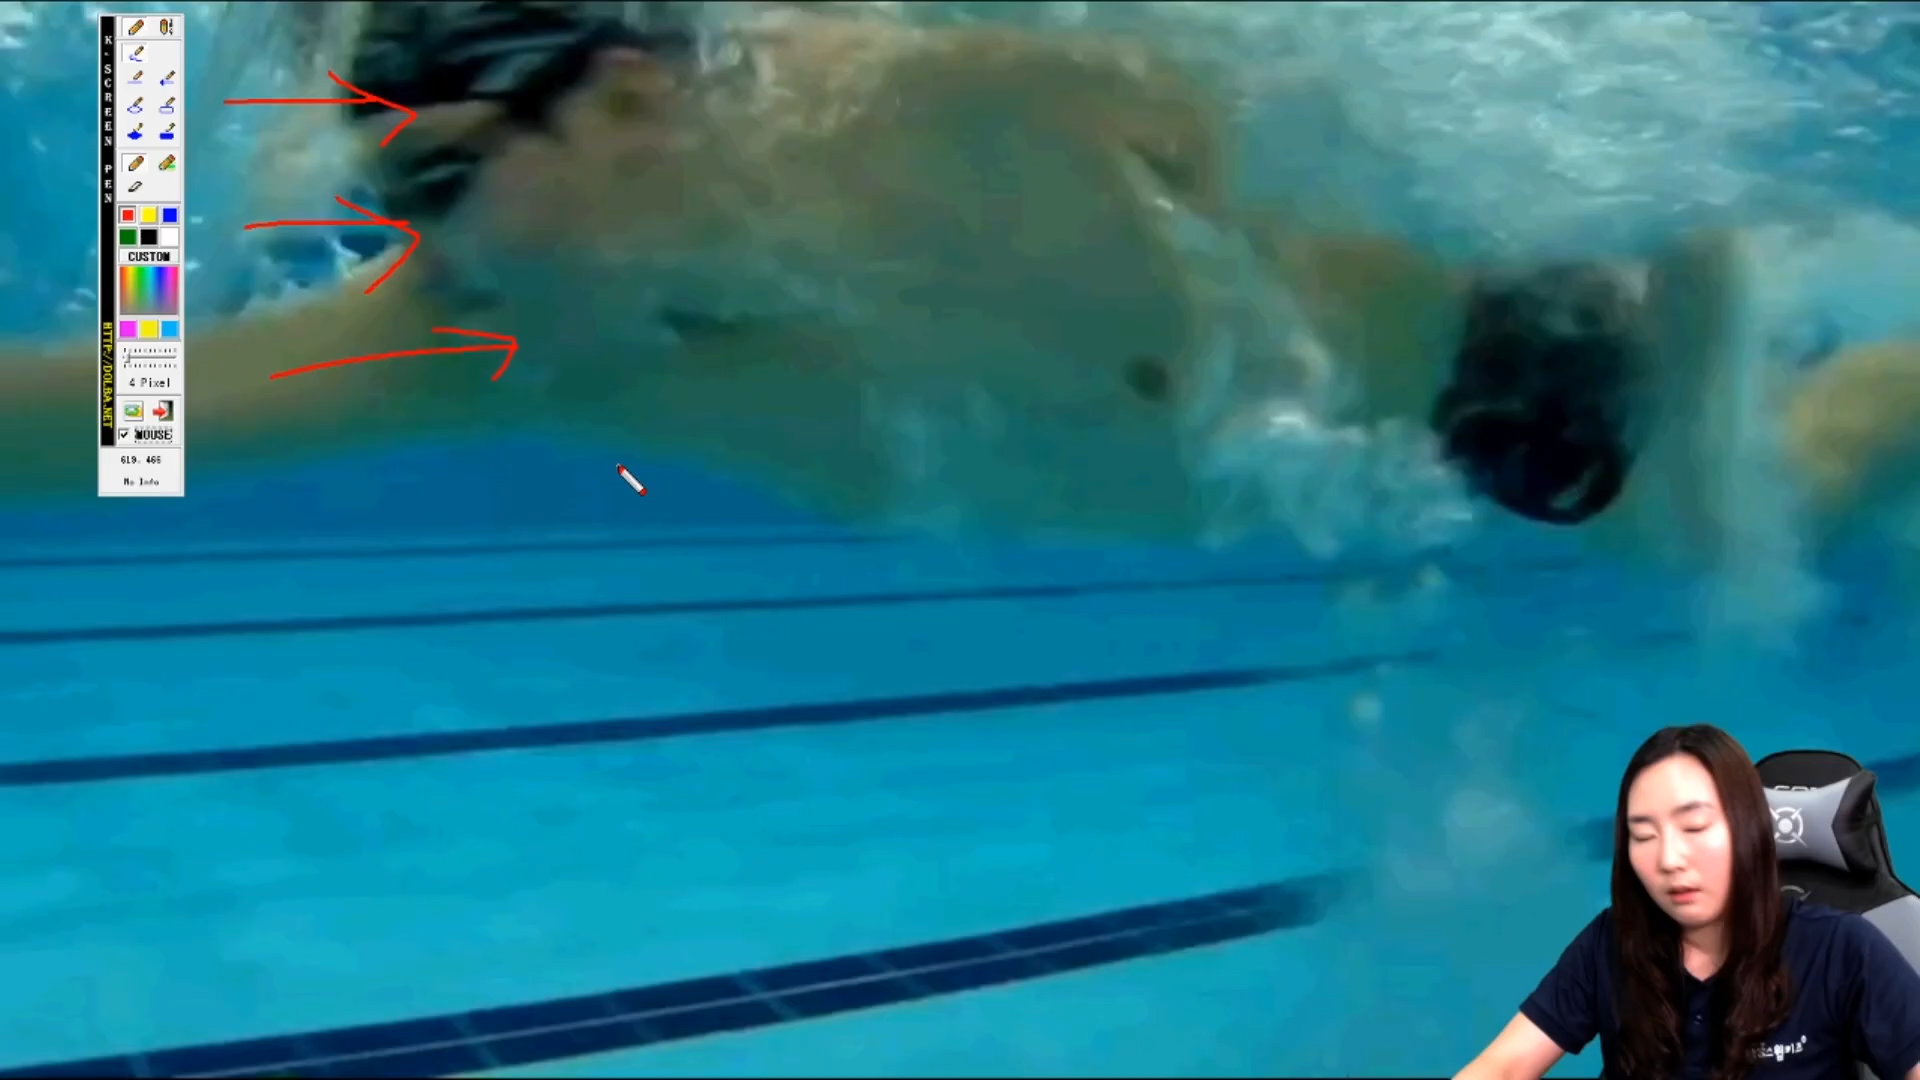 K-SCREEN PEN
HTTP://DOLBA.NET
CUSTOM
4 Pixel
MOUSE
619, 466
No Info